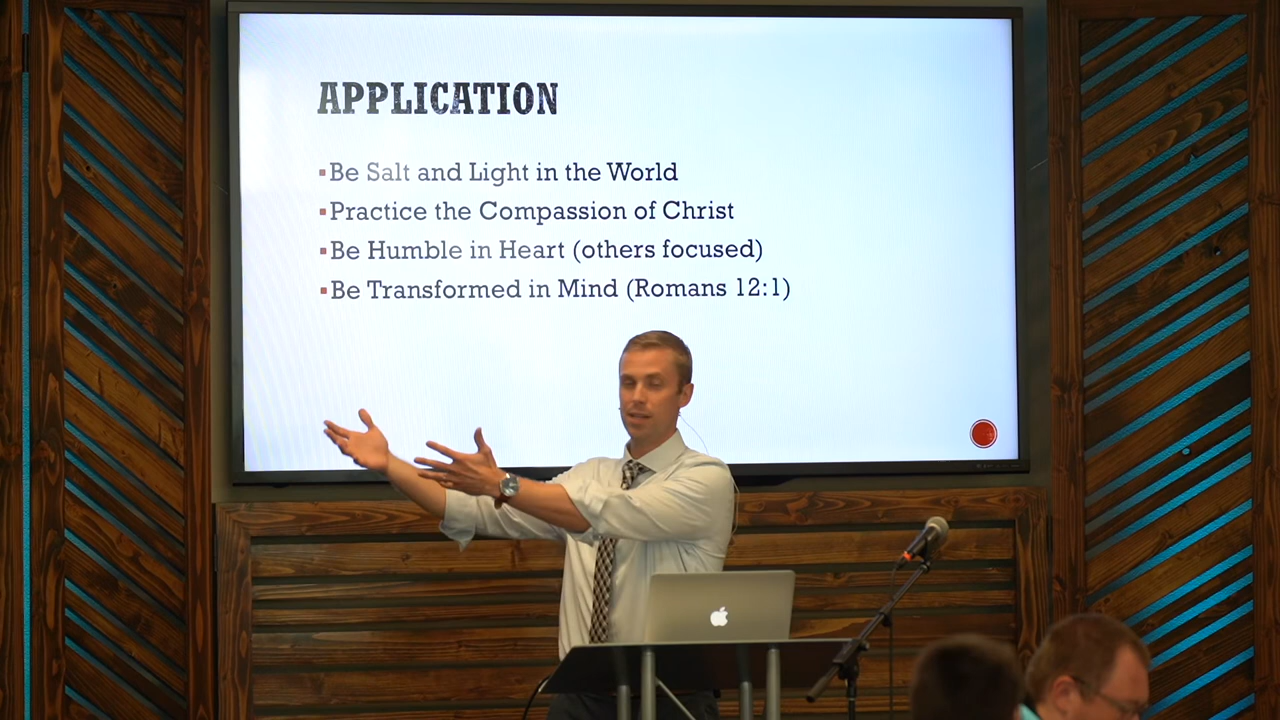 APPLICATION
▪Be Salt and Light in the World
▪Practice the Compassion of Christ
▪Be Humble in Heart (others focused)
▪Be Transformed in Mind (Romans 12:1)